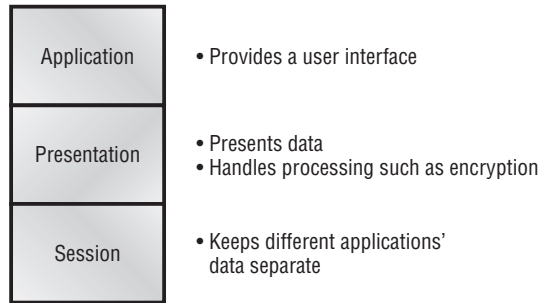 Application
• Provides a user interface
Presentation
• Presents data
• Handles processing such as encryption
Session
• Keeps different applications’
data separate